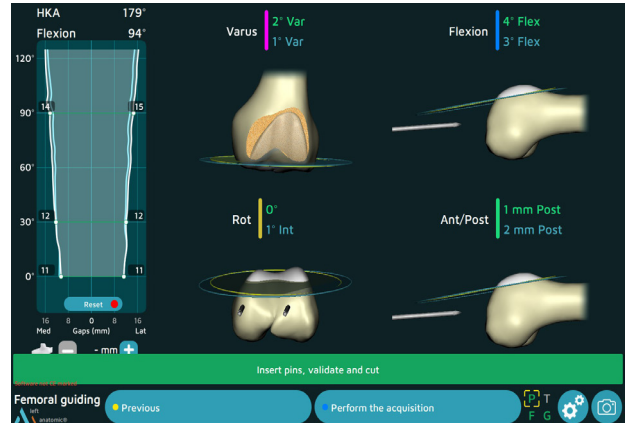 HKA 179°
Flexion 94°
120°
90°
60°
30°
0°
14 15
12 12
11 11
Reset
16 8 0 8 16
Med Gaps (mm) Lat
- mm +
Varus
2° Var
1° Var
Flexion
4° Flex
3° Flex
Rot
0°
1° Int
Ant/Post
1 mm Post
2 mm Post
Insert pins, validate and cut
Femoral guiding
left
anatomic®
Previous
Perform the acquisition
P T
F G